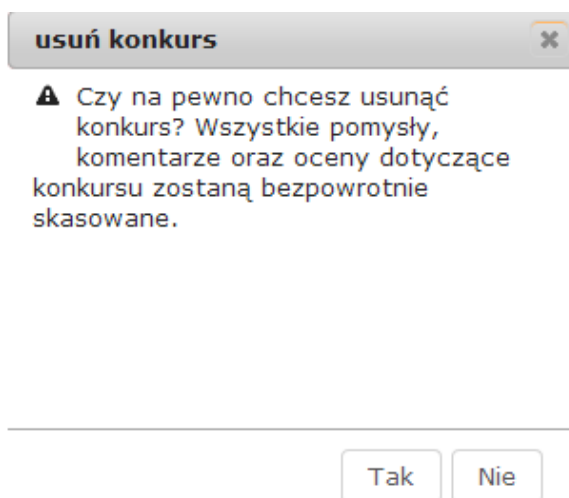 usuń konkurs
Czy na pewno chcesz usunąć
konkurs? Wszystkie pomysły,
komentarze oraz oceny dotyczące
konkursu zostaną bezpowrotnie
skasowane.
Tak Nie